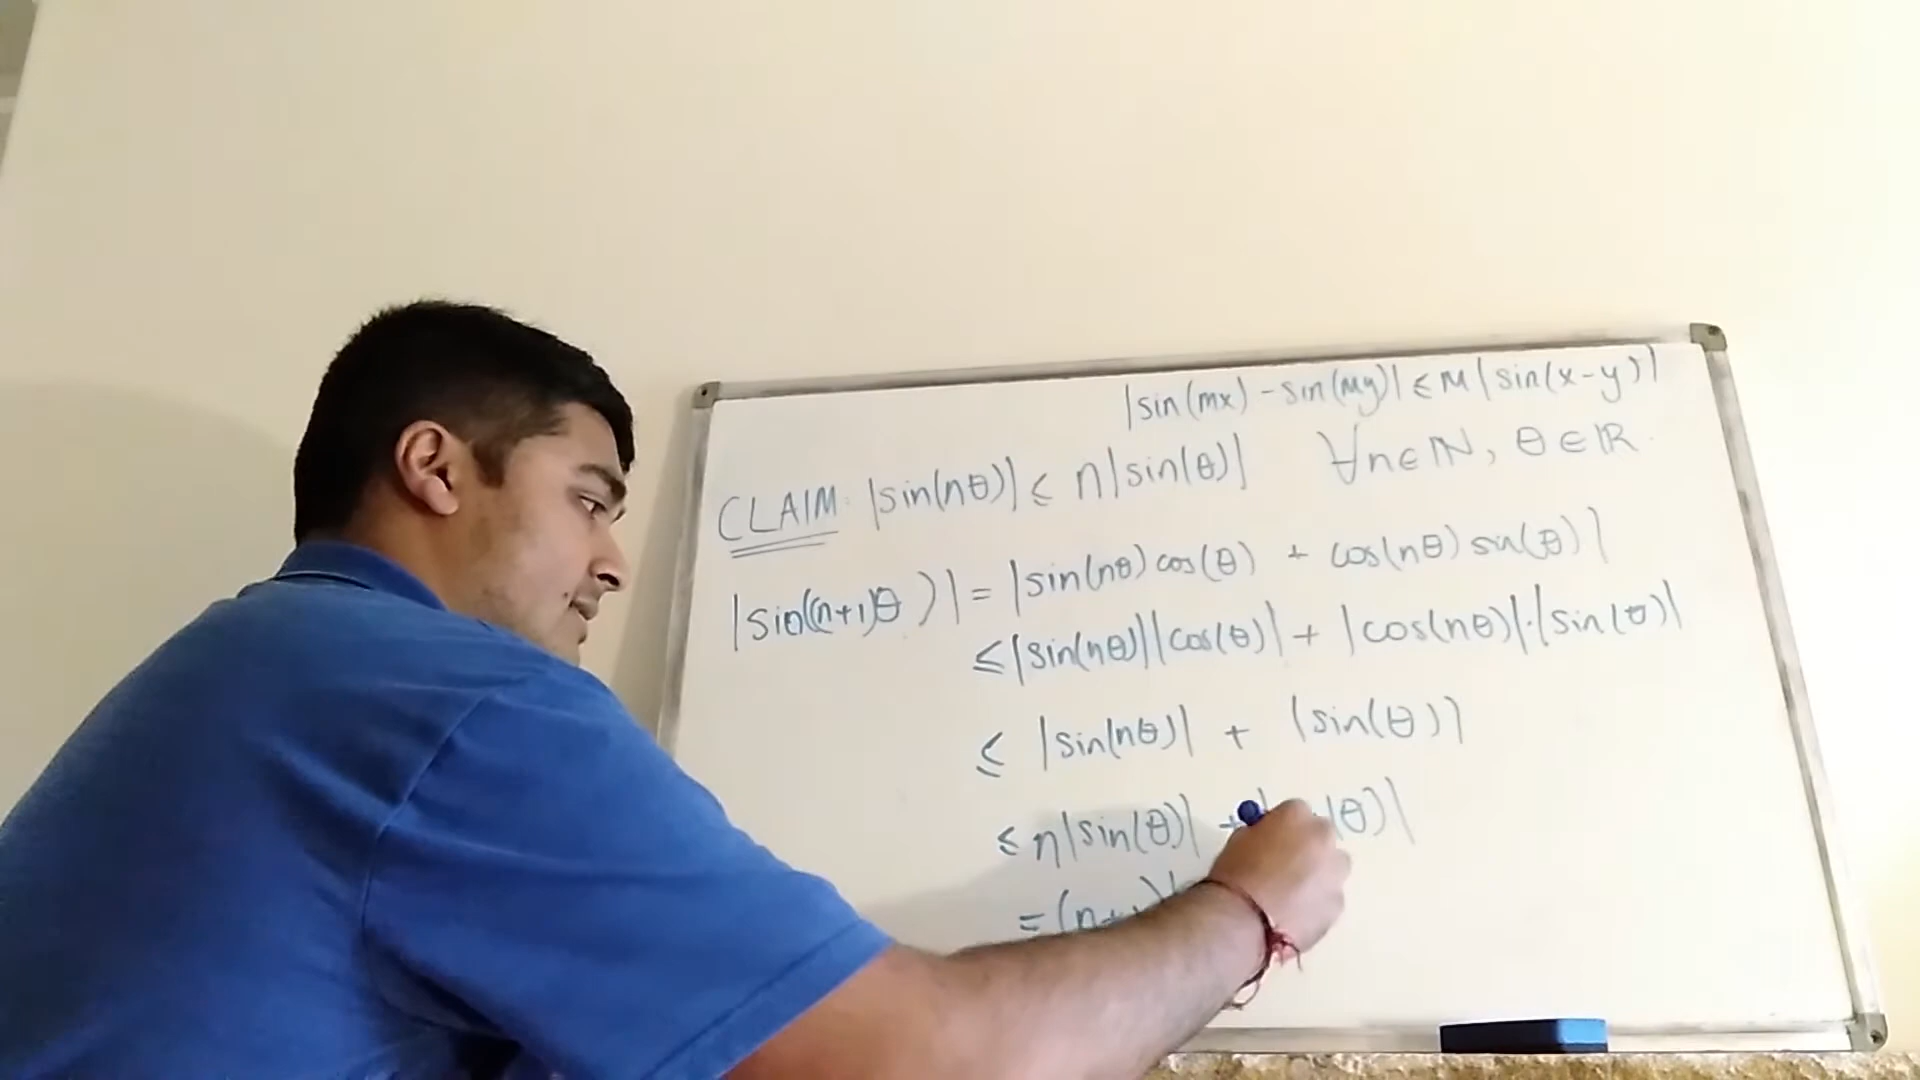 |sin(mx) - sin(My)| ≤ M |sin(x-y)|
CLAIM: |sin(nθ)| ≤ n|sin(θ)| ∀n∈ℕ, θ∈ℝ.
|sin((n+1)θ)| = |sin(nθ) cos(θ) + cos(nθ) sin(θ)|
≤ |sin(nθ)||cos(θ)| + |cos(nθ)|·|sin(θ)|
≤ |sin(nθ)| + |sin(θ)|
≤ n|sin(θ)| + (θ)|
= (n+1)